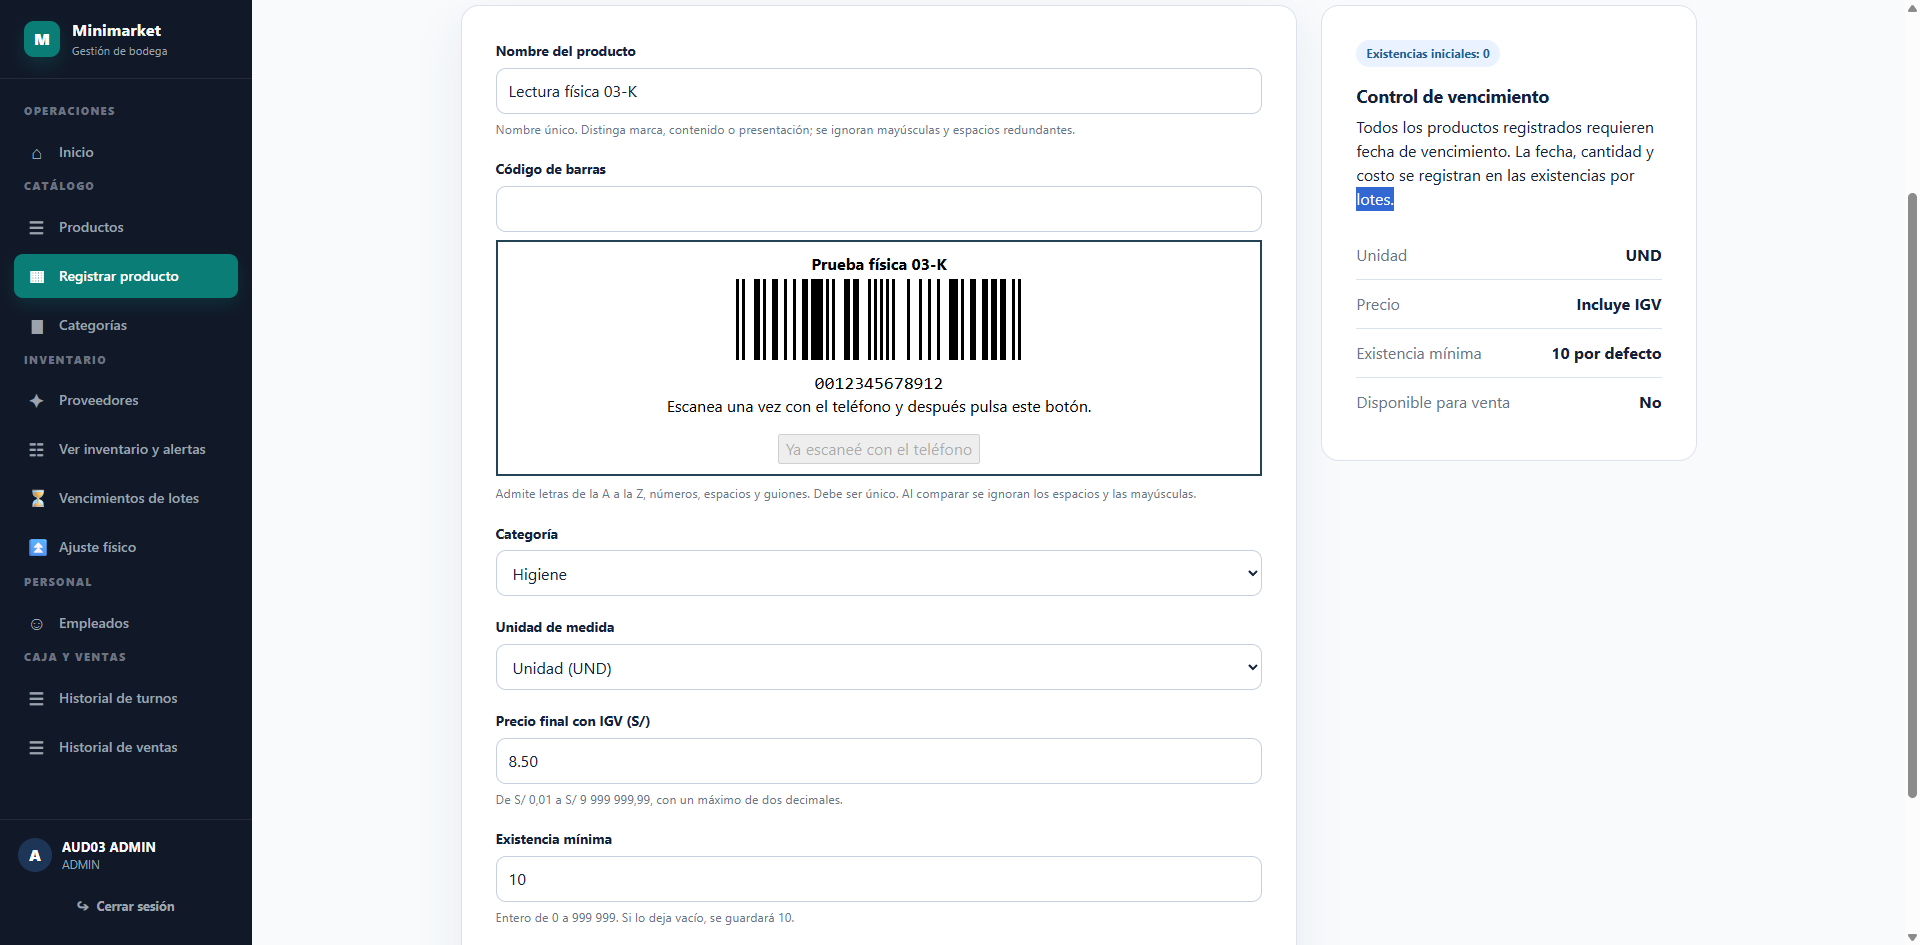 M
Minimarket
Gestión de bodega
OPERACIONES
Inicio
CATÁLOGO
Productos
Registrar producto
Categorías
INVENTARIO
Proveedores
Ver inventario y alertas
Vencimientos de lotes
Ajuste físico
PERSONAL
Empleados
CAJA Y VENTAS
Historial de turnos
Historial de ventas
A
AUD03 ADMIN
ADMIN
Cerrar sesión
Nombre del producto
Lectura física 03-K
Nombre único. Distinga marca, contenido o presentación; se ignoran mayúsculas y espacios redundantes.
Código de barras
Prueba física 03-K
0012345678912
Escanea una vez con el teléfono y después pulsa este botón.
Ya escaneé con el teléfono
Admite letras de la A a la Z, números, espacios y guiones. Debe ser único. Al comparar se ignoran los espacios y las mayúsculas.
Categoría
Higiene
Unidad de medida
Unidad (UND)
Precio final con IGV (S/)
8.50
De S/ 0,01 a S/ 9 999 999,99, con un máximo de dos decimales.
Existencia mínima
10
Entero de 0 a 999 999. Si lo deja vacío, se guardará 10.
Existencias iniciales: 0
Control de vencimiento
Todos los productos registrados requieren
fecha de vencimiento. La fecha, cantidad y
costo se registran en las existencias por
lotes.
Unidad UND
Precio Incluye IGV
Existencia mínima 10 por defecto
Disponible para venta No